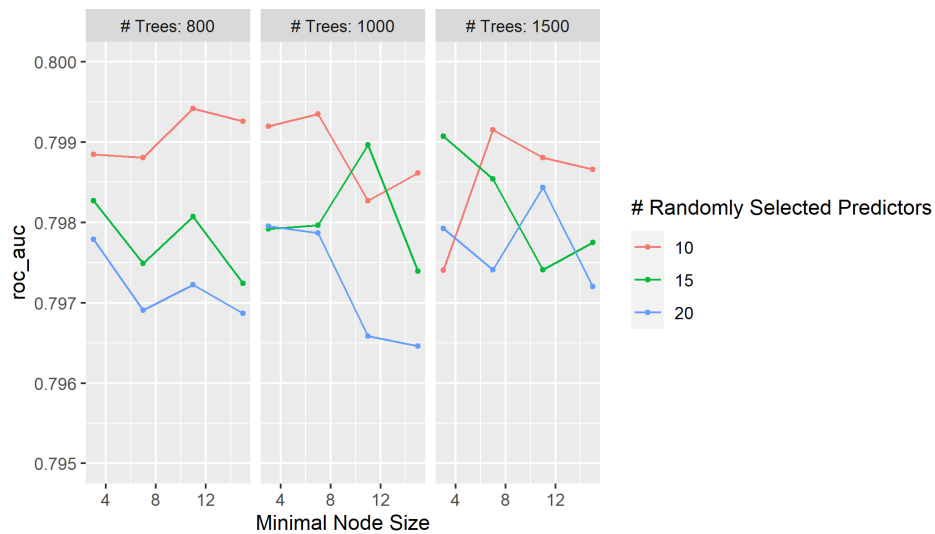 # Trees: 800
# Trees: 1000
# Trees: 1500
0.800
0.799
0.798
0.797
0.796
0.795
roc_auc
4 8 12
4 8 12
4 8 12
Minimal Node Size
# Randomly Selected Predictors
10
15
20